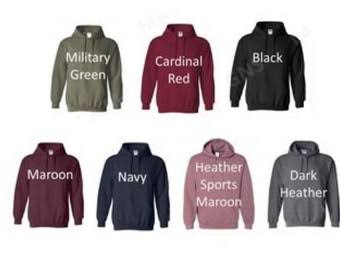 Military
Green
Cardinal
Red
Black
Maroon
Navy
Heather
Sports
Maroon
Dark
Heather